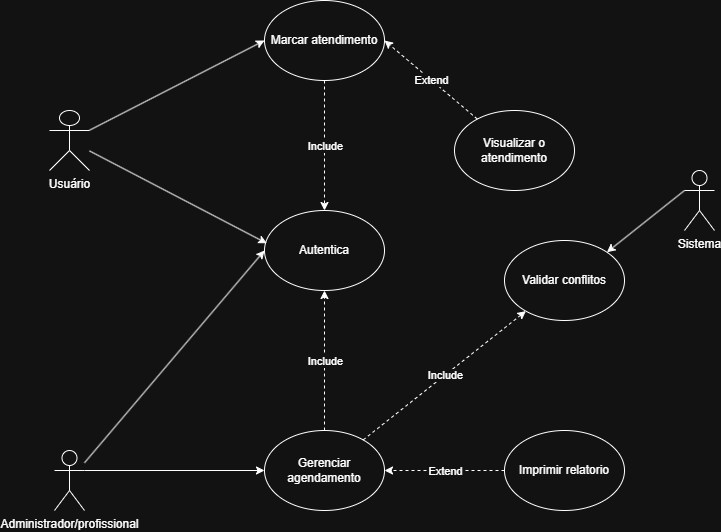 Marcar atendimento
Extend
Visualizar o
atendimento
Include
Usuário
Sistema
Autentica
Validar conflitos
Include
Include
Gerenciar
agendamento
Extend
Imprimir relatorio
Administrador/profissional